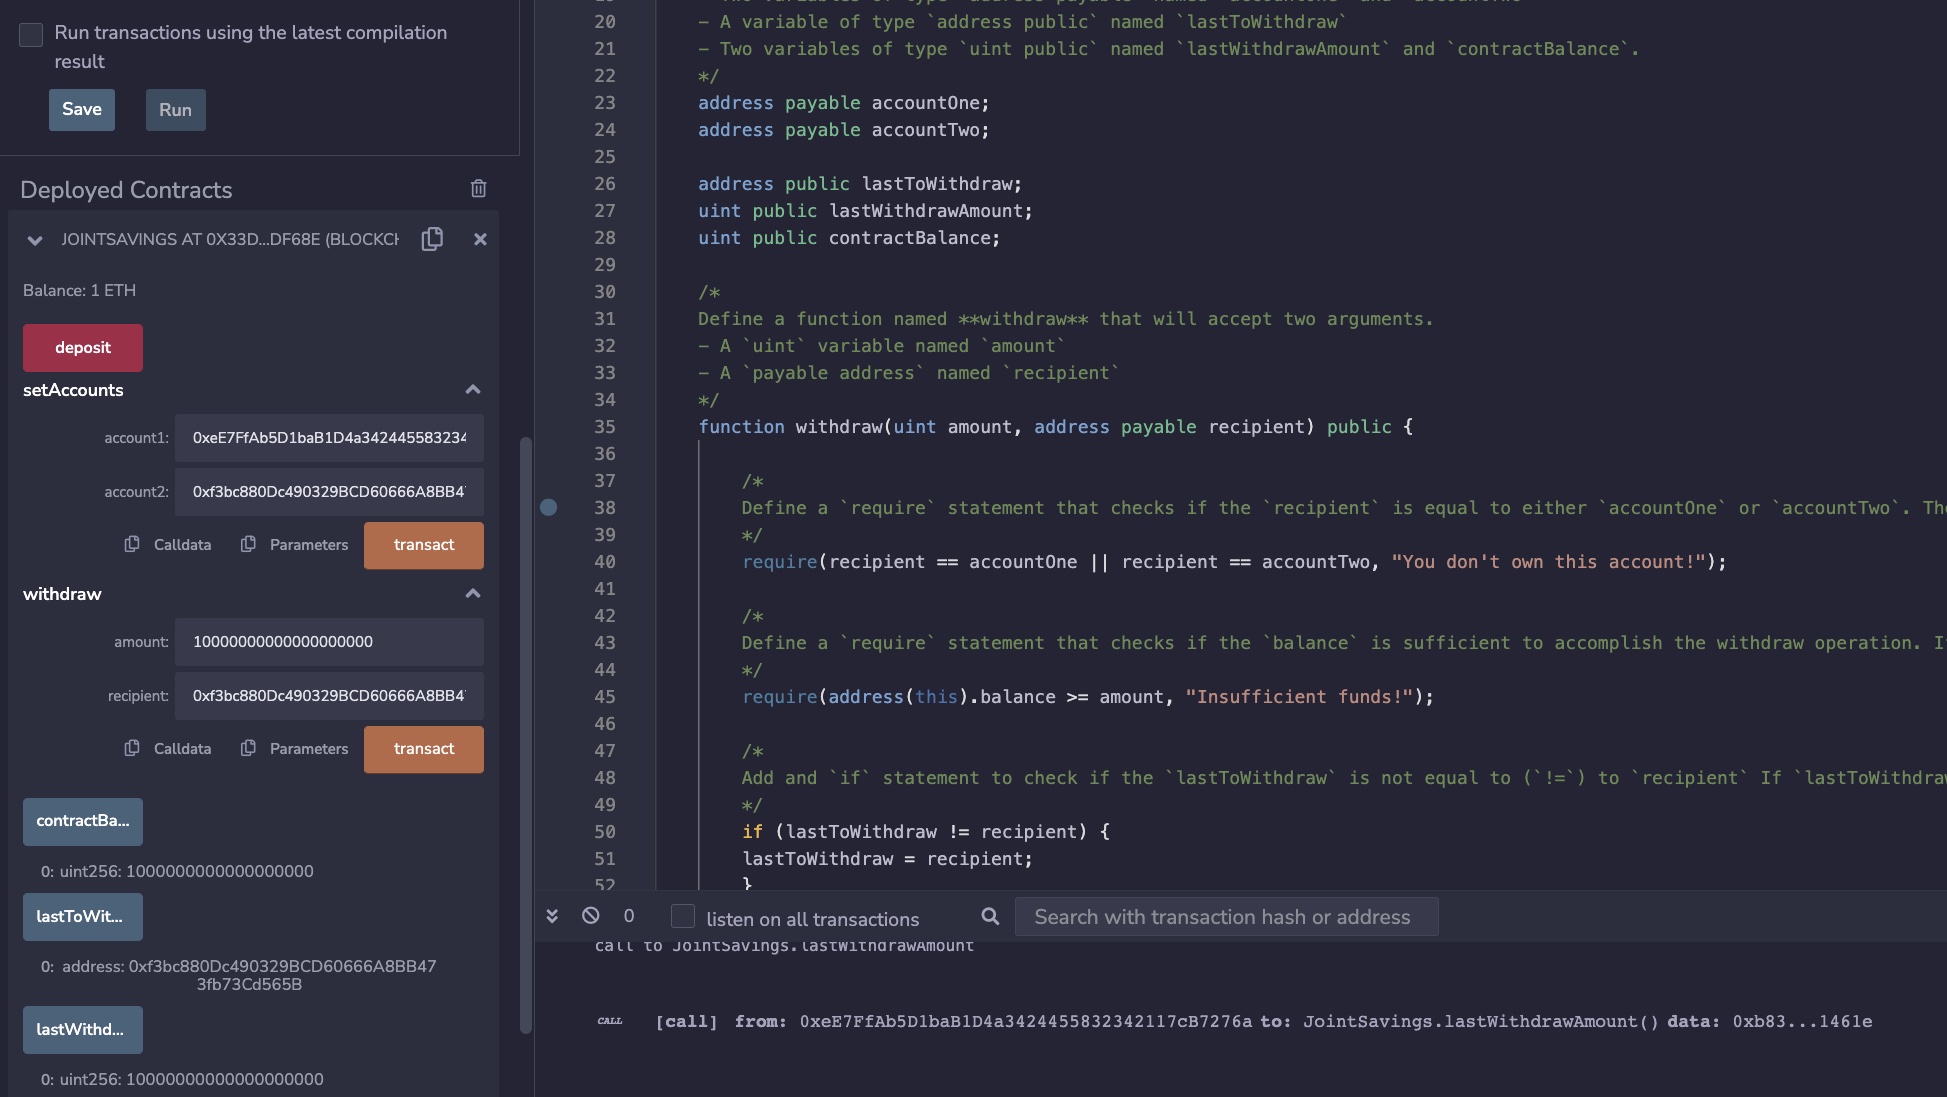 Run transactions using the latest compilation
result
Save
Run
Deployed Contracts
JOINTSAVINGS AT 0X33D...DF68E (BLOCKCH
Balance: 1 ETH
deposit
setAccounts
account1: 0xeE7FfAb5D1baB1D4a342445583234
account2: 0xf3bc880Dc490329BCD60666A8BB47
Calldata Parameters transact
withdraw
amount: 10000000000000000000
recipient: 0xf3bc880Dc490329BCD60666A8BB47
Calldata Parameters transact
contractBa...
0: uint256: 1000000000000000000
lastToWit...
0: address: 0xf3bc880Dc490329BCD60666A8BB47
3fb73Cd565B
lastWithd...
0: uint256: 10000000000000000000
20 - A variable of type `address public` named `lastToWithdraw`
21 - Two variables of type `uint public` named `lastWithdrawAmount` and `contractBalance`.
22 */
23 address payable accountOne;
24 address payable accountTwo;
25
26 address public lastToWithdraw;
27 uint public lastWithdrawAmount;
28 uint public contractBalance;
29
30 /*
31 Define a function named **withdraw** that will accept two arguments.
32 - A `uint` variable named `amount`
33 - A `payable address` named `recipient`
34 */
35 function withdraw(uint amount, address payable recipient) public {
36
37 /*
38 Define a `require` statement that checks if the `recipient` is equal to either `accountOne` or `accountTwo`. Th
39 */
40 require(recipient == accountOne || recipient == accountTwo, "You don't own this account!");
41
42 /*
43 Define a `require` statement that checks if the `balance` is sufficient to accomplish the withdraw operation. I
44 */
45 require(address(this).balance >= amount, "Insufficient funds!");
46
47 /*
48 Add and `if` statement to check if the `lastToWithdraw` is not equal to (`!=`) to `recipient` If `lastToWithdraw
49 */
50 if (lastToWithdraw != recipient) {
51 lastToWithdraw = recipient;
52 }
0 listen on all transactions Search with transaction hash or address
call to JointSavings.lastWithdrawAmount
CALL [call] from: 0xeE7FfAb5D1baB1D4a3424455832342117cB7276a to: JointSavings.lastWithdrawAmount() data: 0xb83...1461e